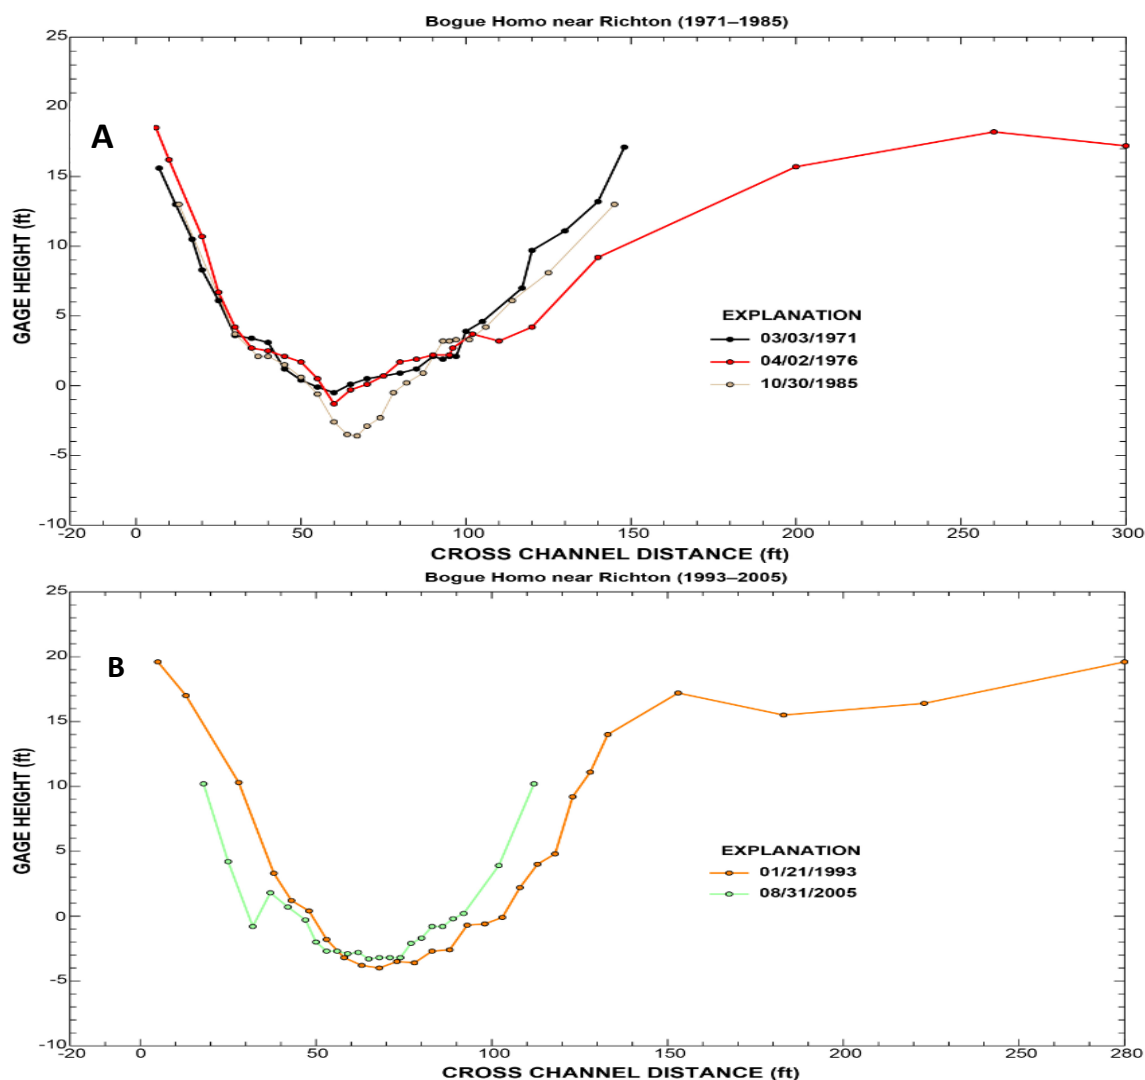 Bogue Homo near Richton (1971–1985)
25
20
15
10
5
0
-5
-10
A
GAGE HEIGHT (ft)
EXPLANATION
03/03/1971
04/02/1976
10/30/1985
-20 0 50 100 150 200 250 300
CROSS CHANNEL DISTANCE (ft)
Bogue Homo near Richton (1993–2005)
25
20
15
10
5
0
-5
-10
B
GAGE HEIGHT (ft)
EXPLANATION
01/21/1993
08/31/2005
-20 0 50 100 150 200 250 280
CROSS CHANNEL DISTANCE (ft)